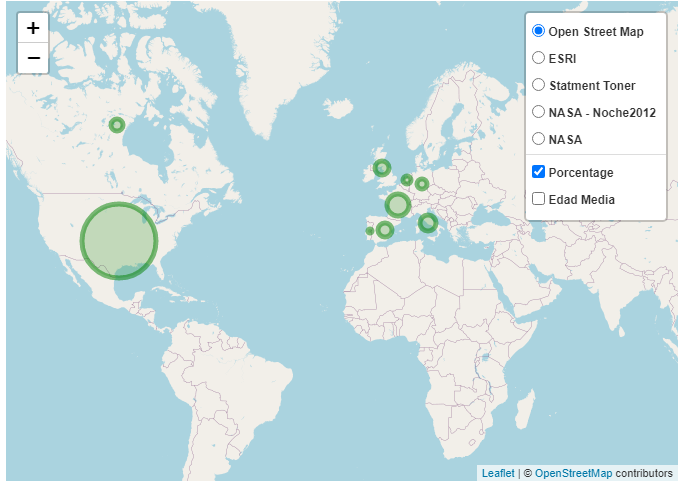 +
−
Open Street Map
ESRI
Statment Toner
NASA - Noche2012
NASA
Porcentage
Edad Media
Leaflet | © OpenStreetMap contributors